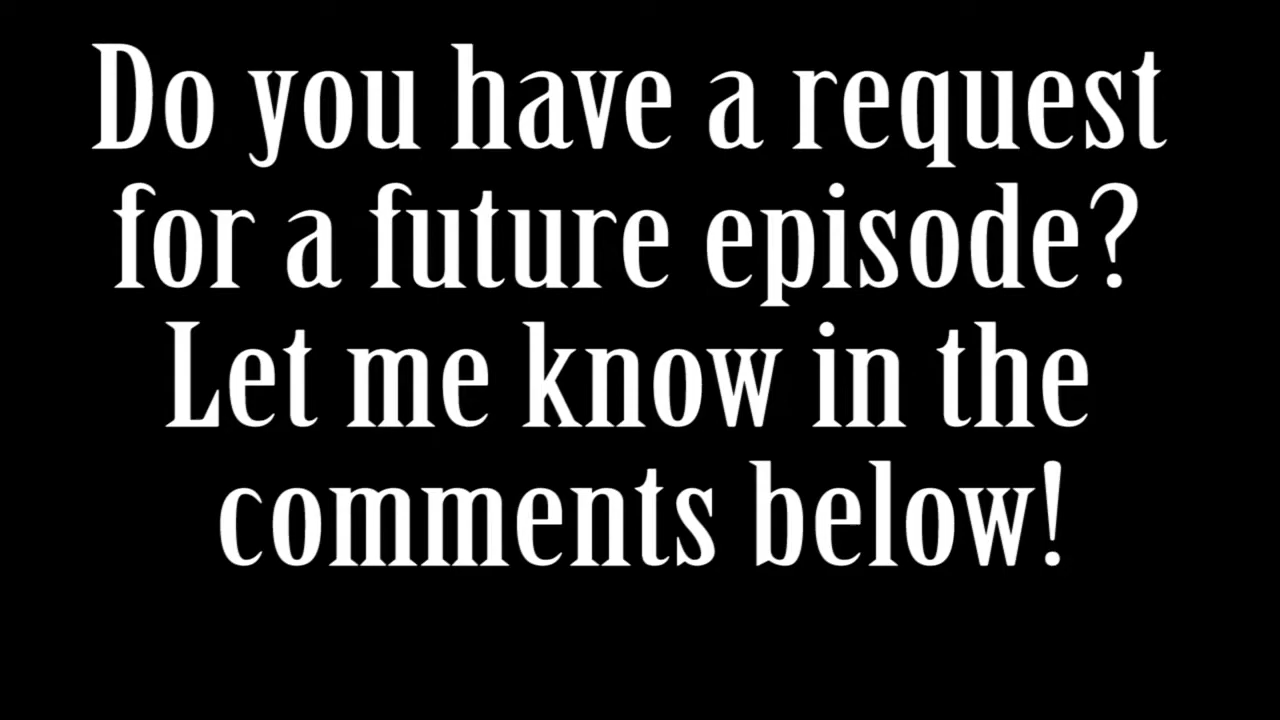 Do you have a request
for a future episode?
Let me know in the
comments below!